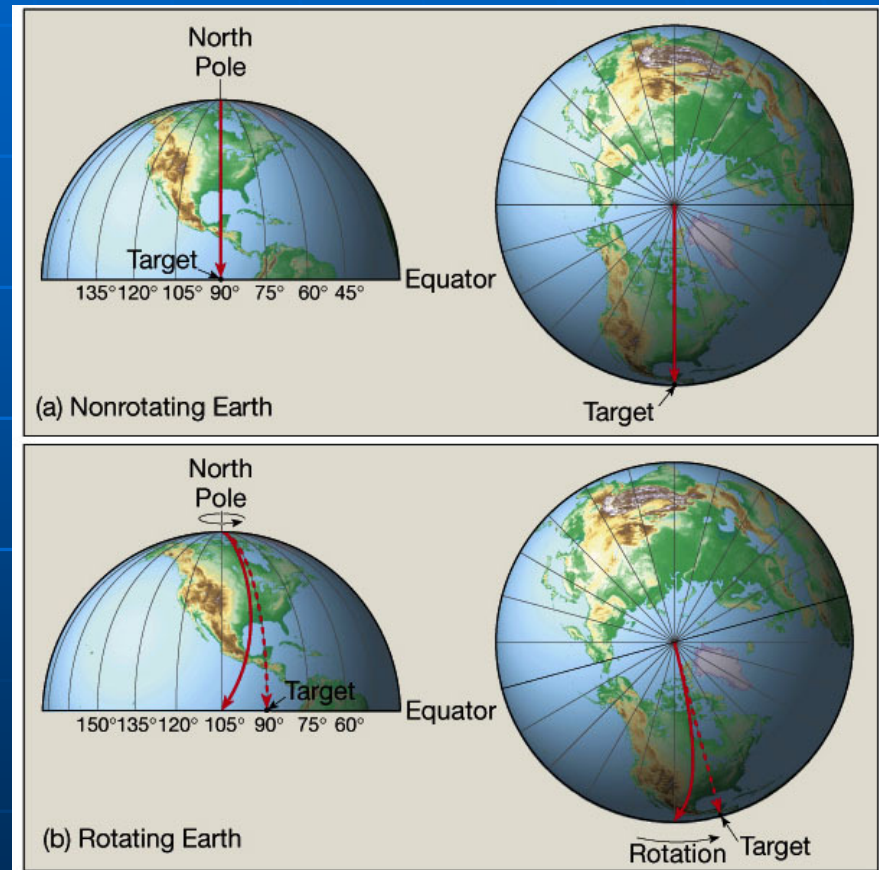 North
Pole
Target
Equator
135° 120° 105° 90° 75° 60° 45°
Target
(a) Nonrotating Earth
North
Pole
Target
Equator
150° 135° 120° 105° 90° 75° 60°
Rotation
Target
(b) Rotating Earth